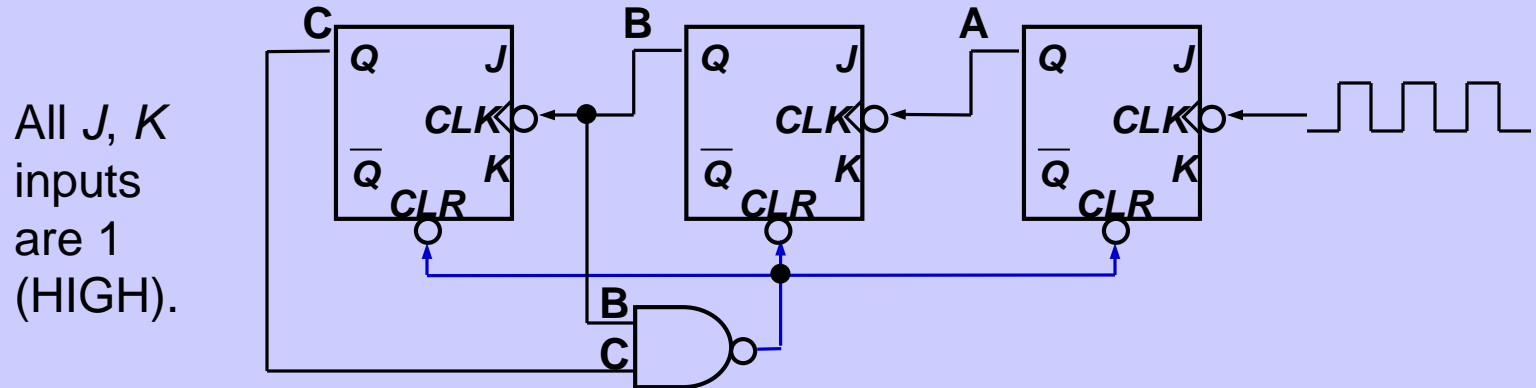 All J, K
inputs
are 1
(HIGH).
C
Q J
CLK
Q̅ K
CLR
B
Q J
CLK
Q̅ K
CLR
A
Q J
CLK
Q̅ K
CLR
B
C